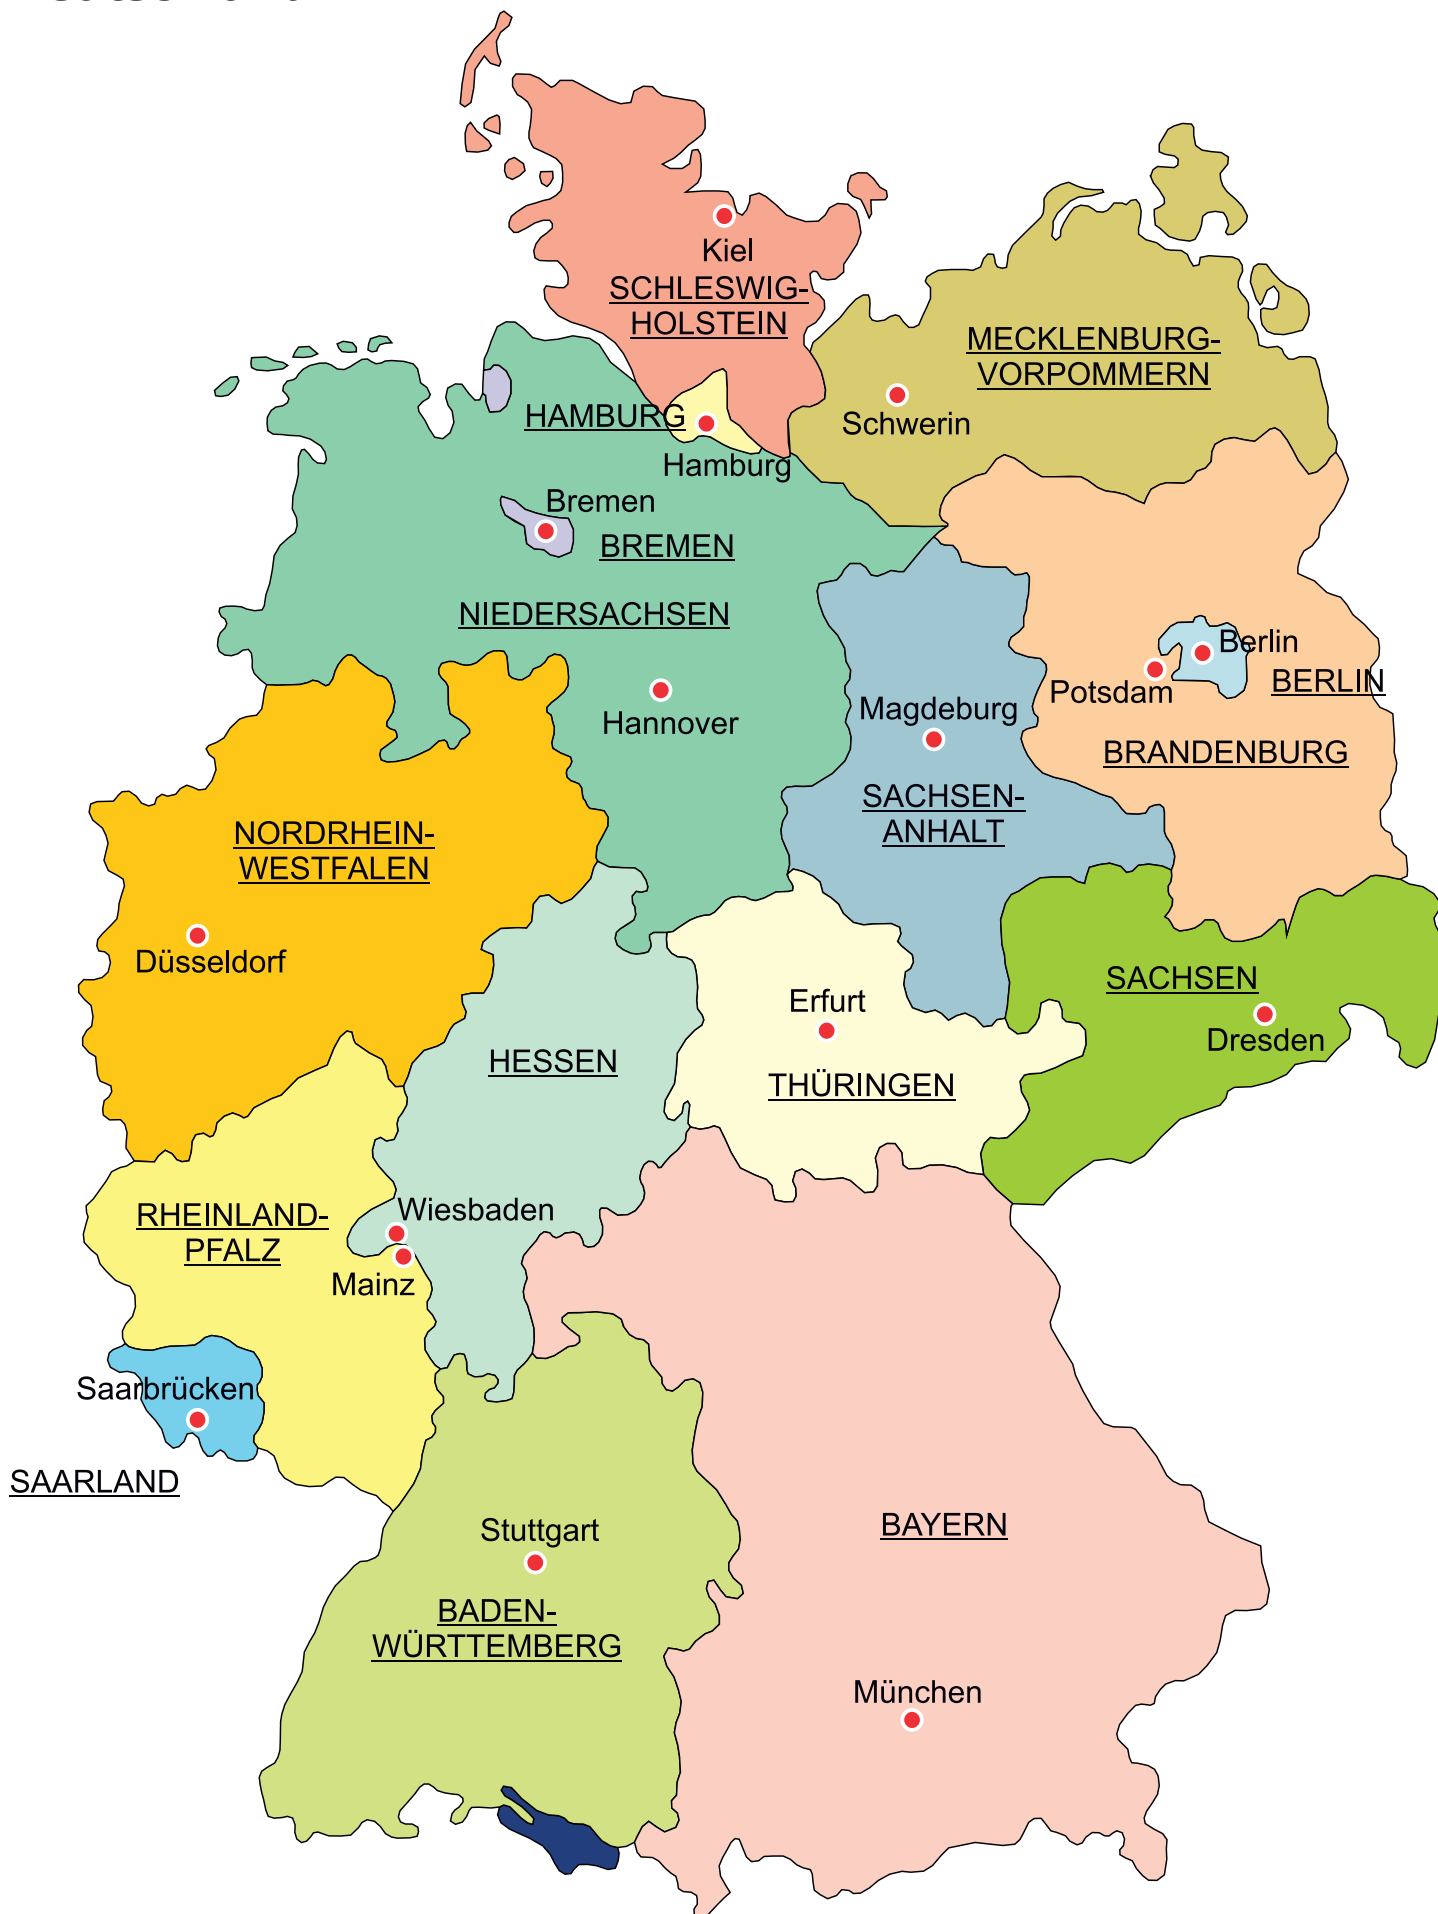 Kiel
SCHLESWIG-
HOLSTEIN
MECKLENBURG-
VORPOMMERN
Schwerin
HAMBURG
Hamburg
Bremen
BREMEN
NIEDERSACHSEN
Hannover
Berlin
BERLIN
Potsdam
BRANDENBURG
Magdeburg
SACHSEN-
ANHALT
NORDRHEIN-
WESTFALEN
Düsseldorf
SACHSEN
Dresden
Erfurt
THÜRINGEN
HESSEN
Wiesbaden
RHEINLAND-
PFALZ
Mainz
Saarbrücken
SAARLAND
Stuttgart
BADEN-
WÜRTTEMBERG
BAYERN
München